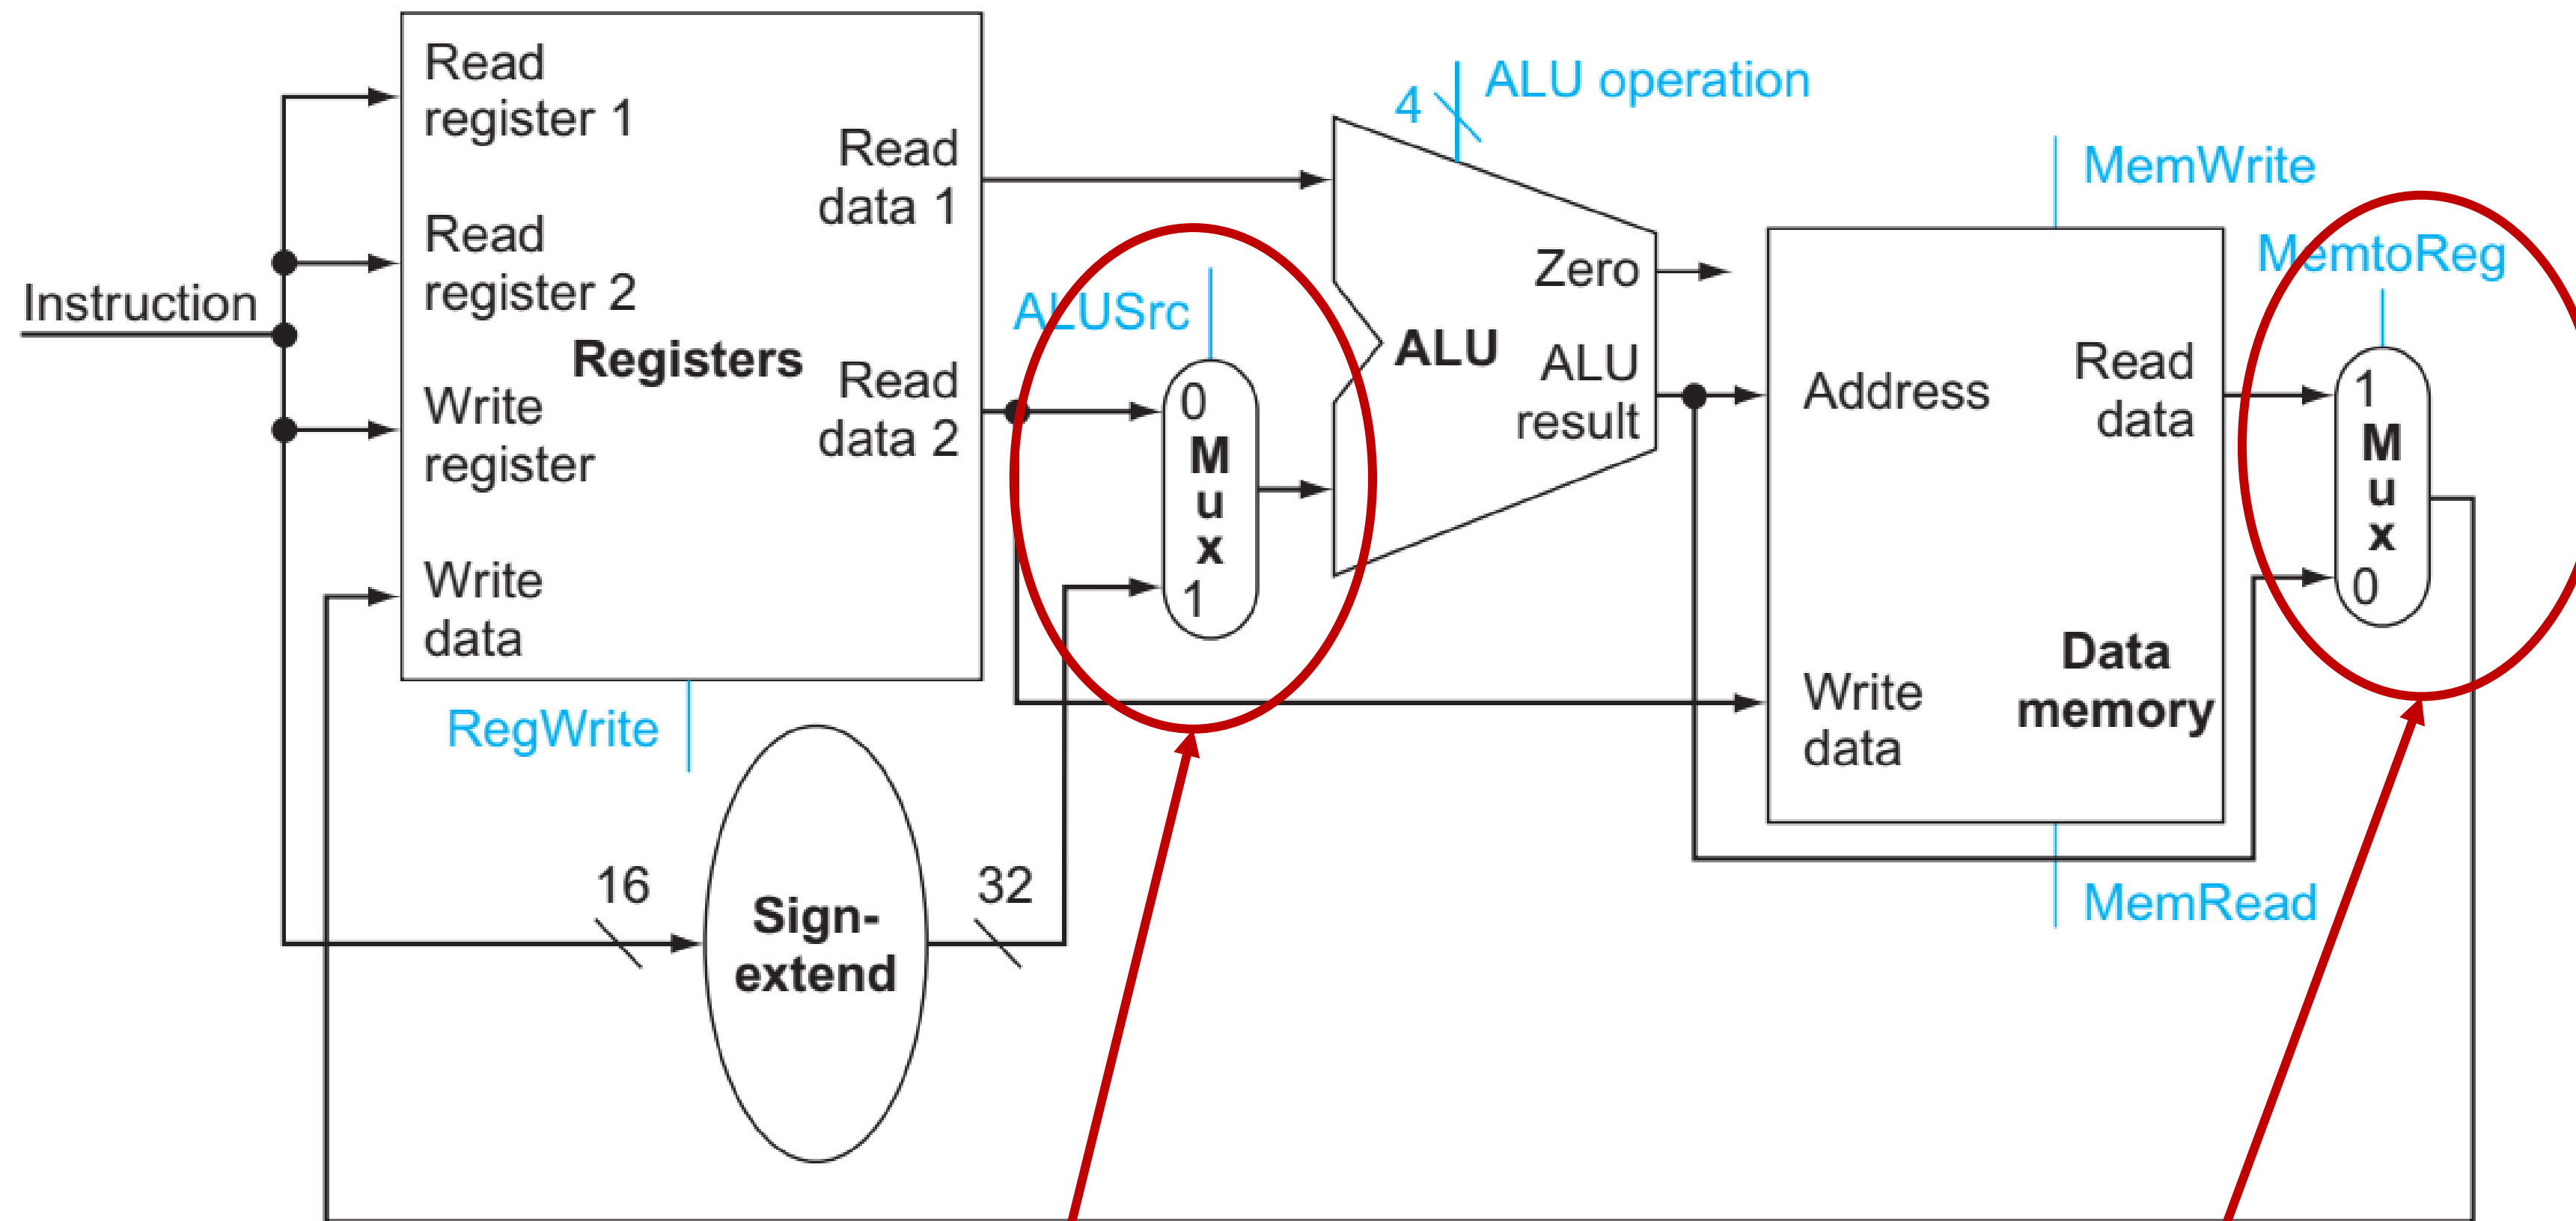 Instruction
Read
register 1
Read
register 2
Registers
Write
register
Write
data
Read
data 1
Read
data 2
RegWrite
16
Sign-
extend
32
ALUSrc
0
M
u
x
1
4
ALU operation
Zero
ALU
ALU
result
MemWrite
Address
Read
data
Write
data
Data
memory
MemRead
MemtoReg
1
M
u
x
0